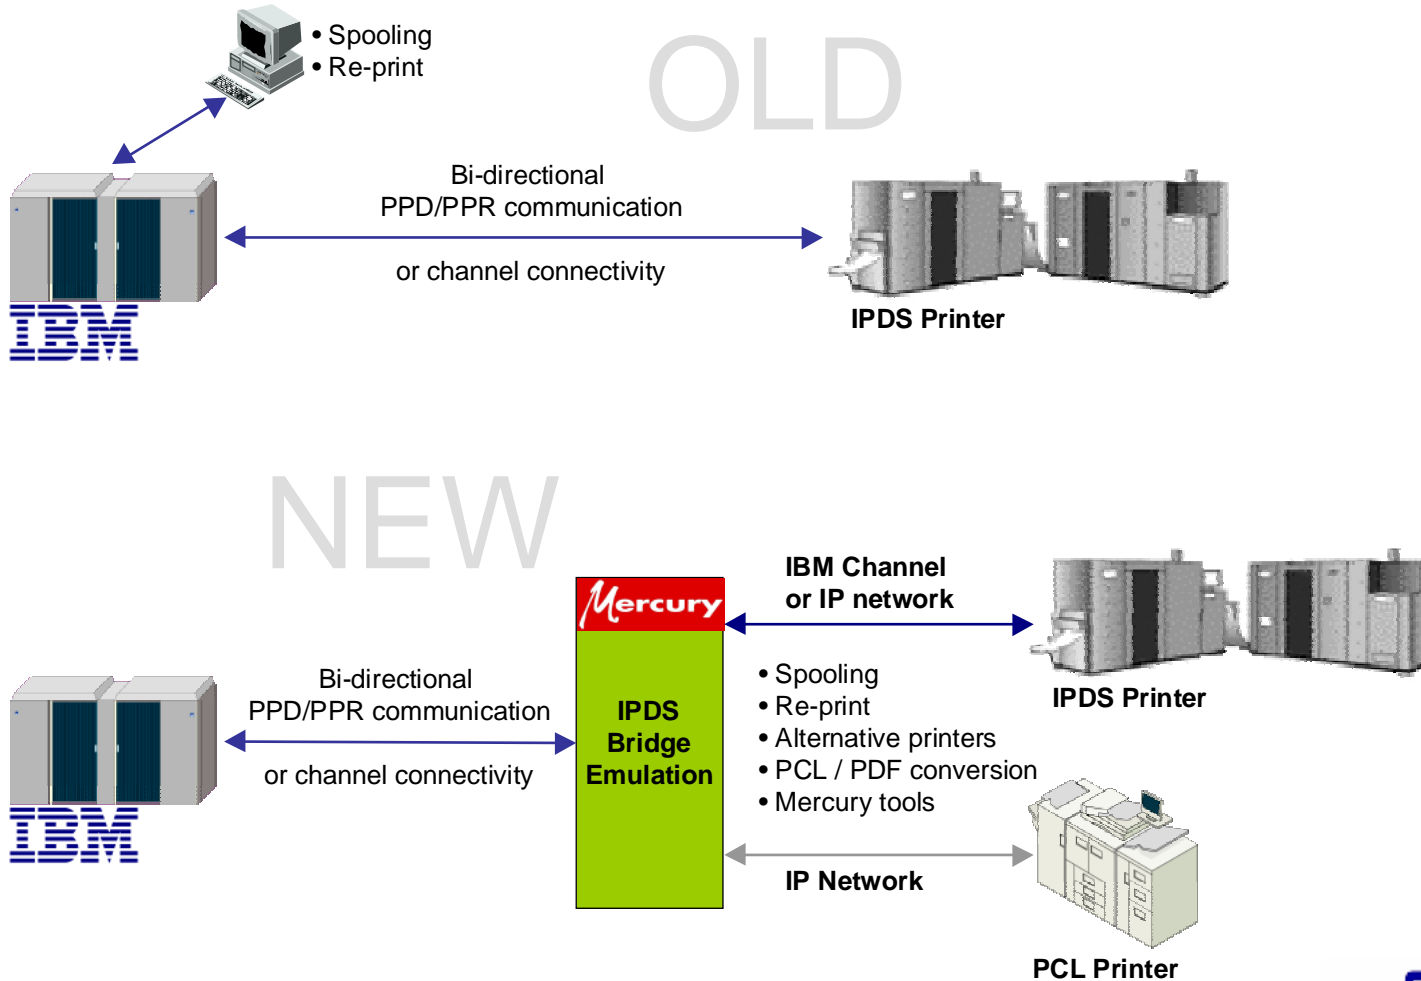 • Spooling
• Re-print
OLD
Bi-directional
PPD/PPR communication
or channel connectivity
IPDS Printer
IBM
NEW
Mercury
IBM Channel
or IP network
Bi-directional
PPD/PPR communication
or channel connectivity
IPDS
Bridge
Emulation
• Spooling
• Re-print
• Alternative printers
• PCL / PDF conversion
• Mercury tools
IPDS Printer
IBM
IP Network
PCL Printer